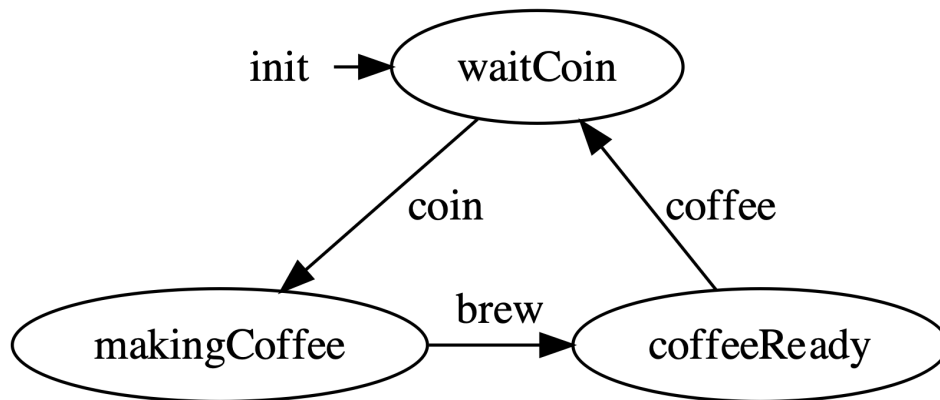 init
waitCoin
coin
coffee
brew
makingCoffee
coffeeReady